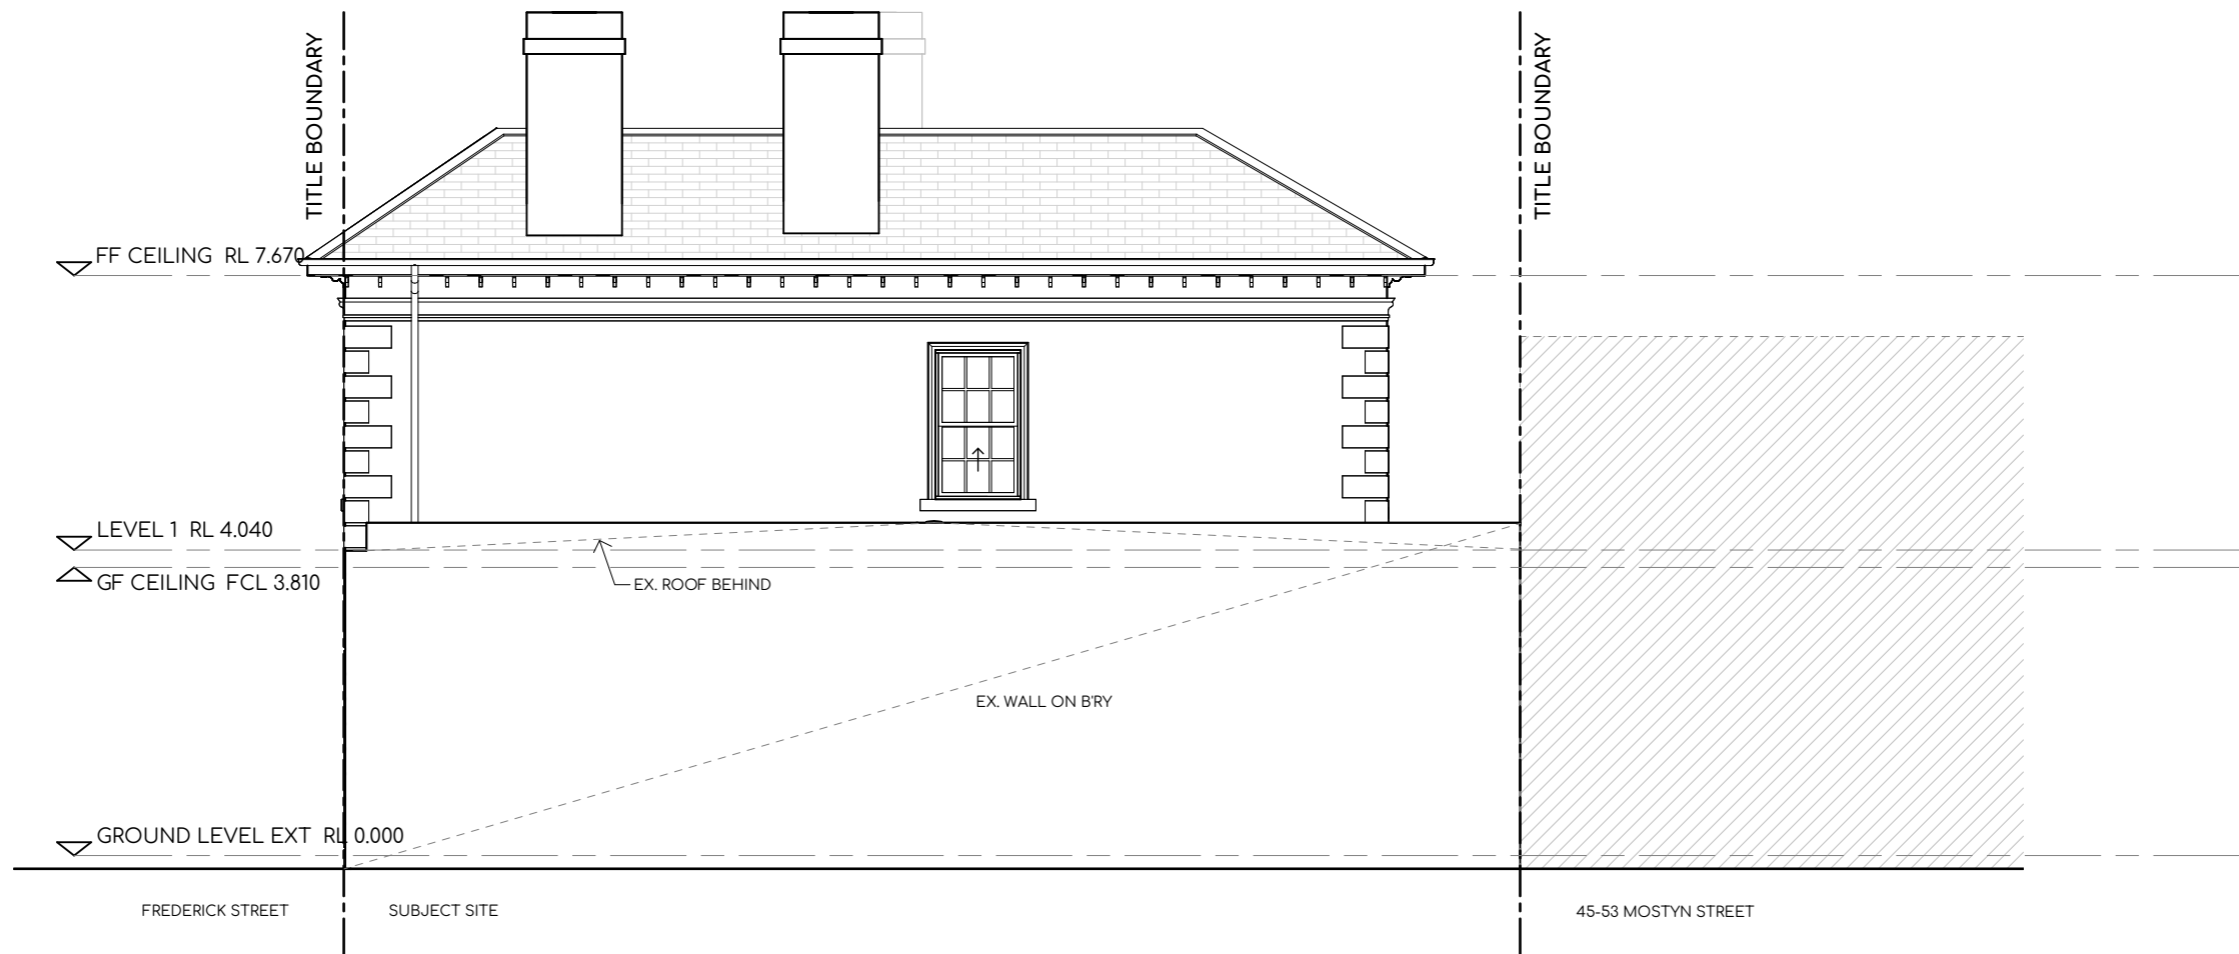 TITLE BOUNDARY
TITLE BOUNDARY
FF CEILING RL 7.670
LEVEL 1 RL 4.040
GF CEILING FCL 3.810
EX. ROOF BEHIND
EX. WALL ON B'RY
GROUND LEVEL EXT RL 0.000
FREDERICK STREET
SUBJECT SITE
45-53 MOSTYN STREET